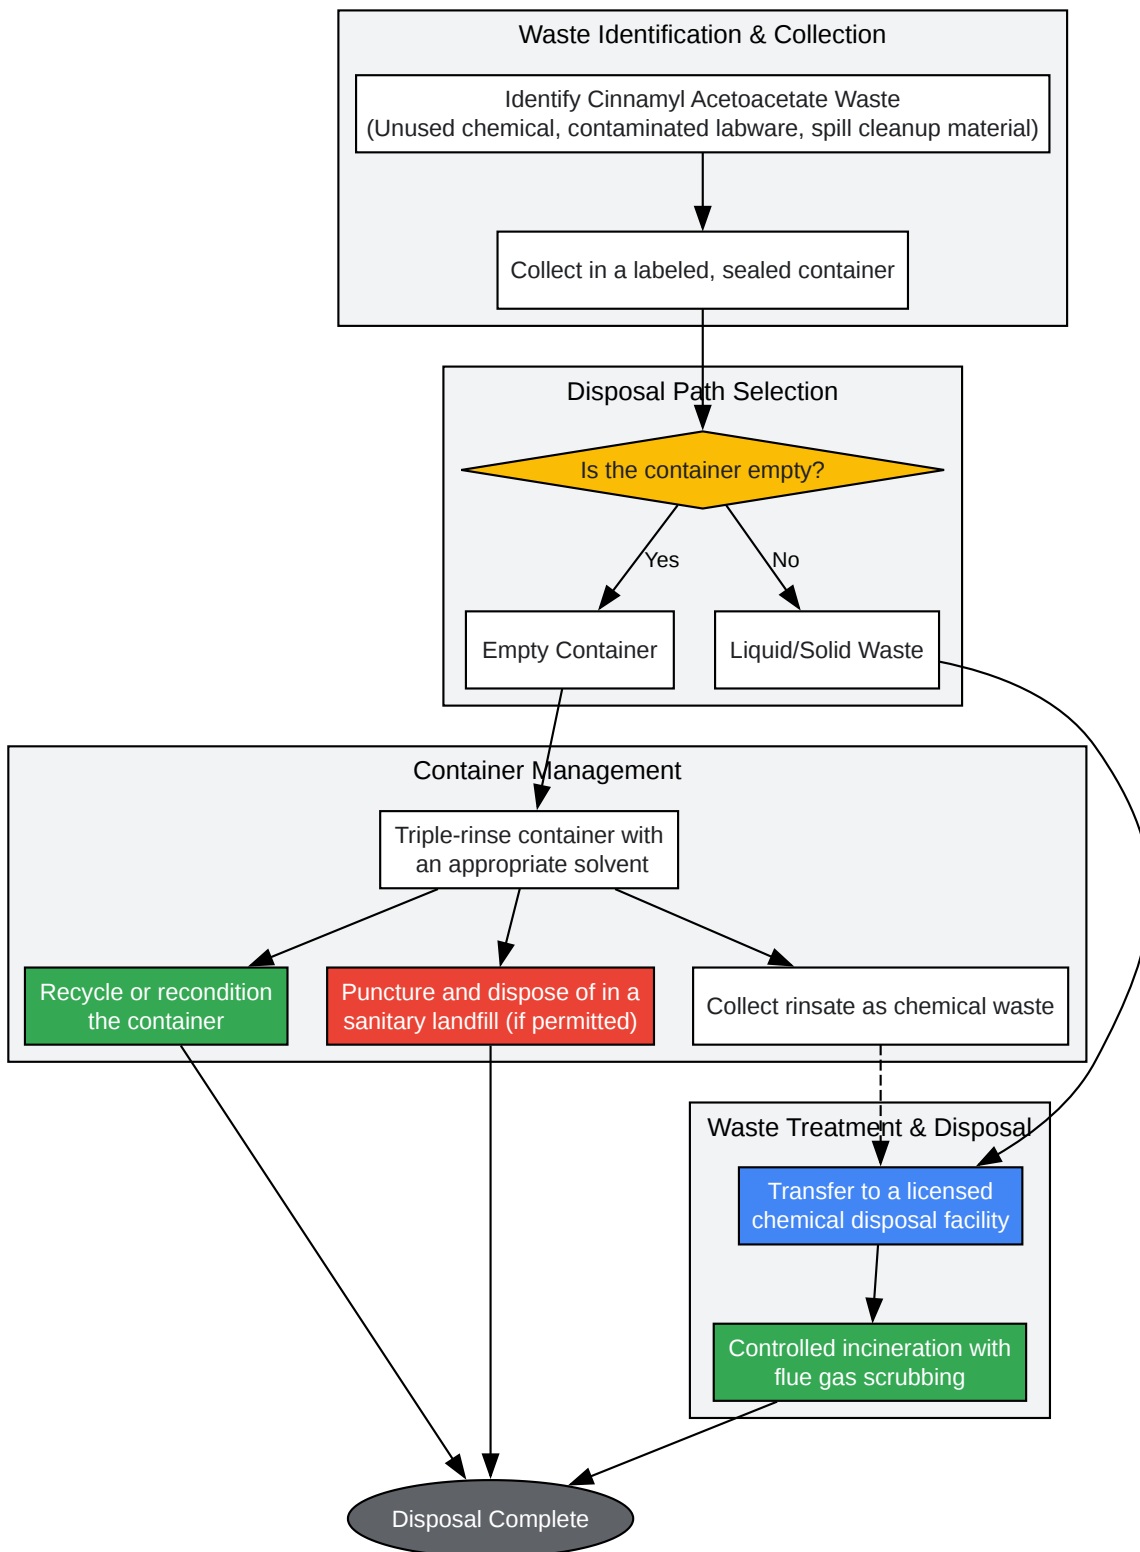 Waste Identification & Collection
Identify Cinnamyl Acetoacetate Waste
(Unused chemical, contaminated labware, spill cleanup material)
Collect in a labeled, sealed container
Disposal Path Selection
Is the container empty?
Yes
No
Empty Container
Liquid/Solid Waste
Container Management
Triple-rinse container with
an appropriate solvent
Recycle or recondition
the container
Puncture and dispose of in a
sanitary landfill (if permitted)
Collect rinsate as chemical waste
Waste Treatment & Disposal
Transfer to a licensed
chemical disposal facility
Controlled incineration with
flue gas scrubbing
Disposal Complete